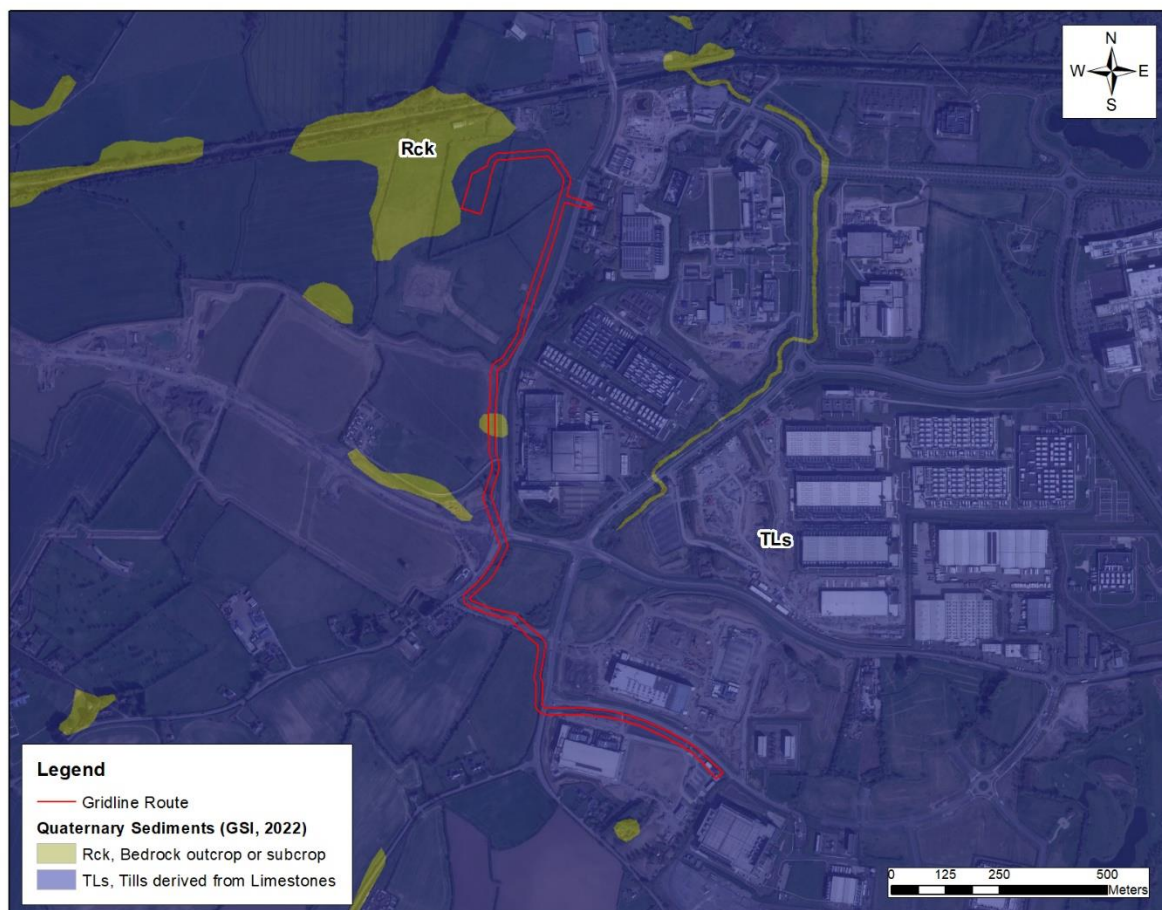 N
W E
S
Rck
TLs
Legend
Gridline Route
Quaternary Sediments (GSI, 2022)
Rck, Bedrock outcrop or subcrop
TLs, Tills derived from Limestones
0 125 250 500
Meters